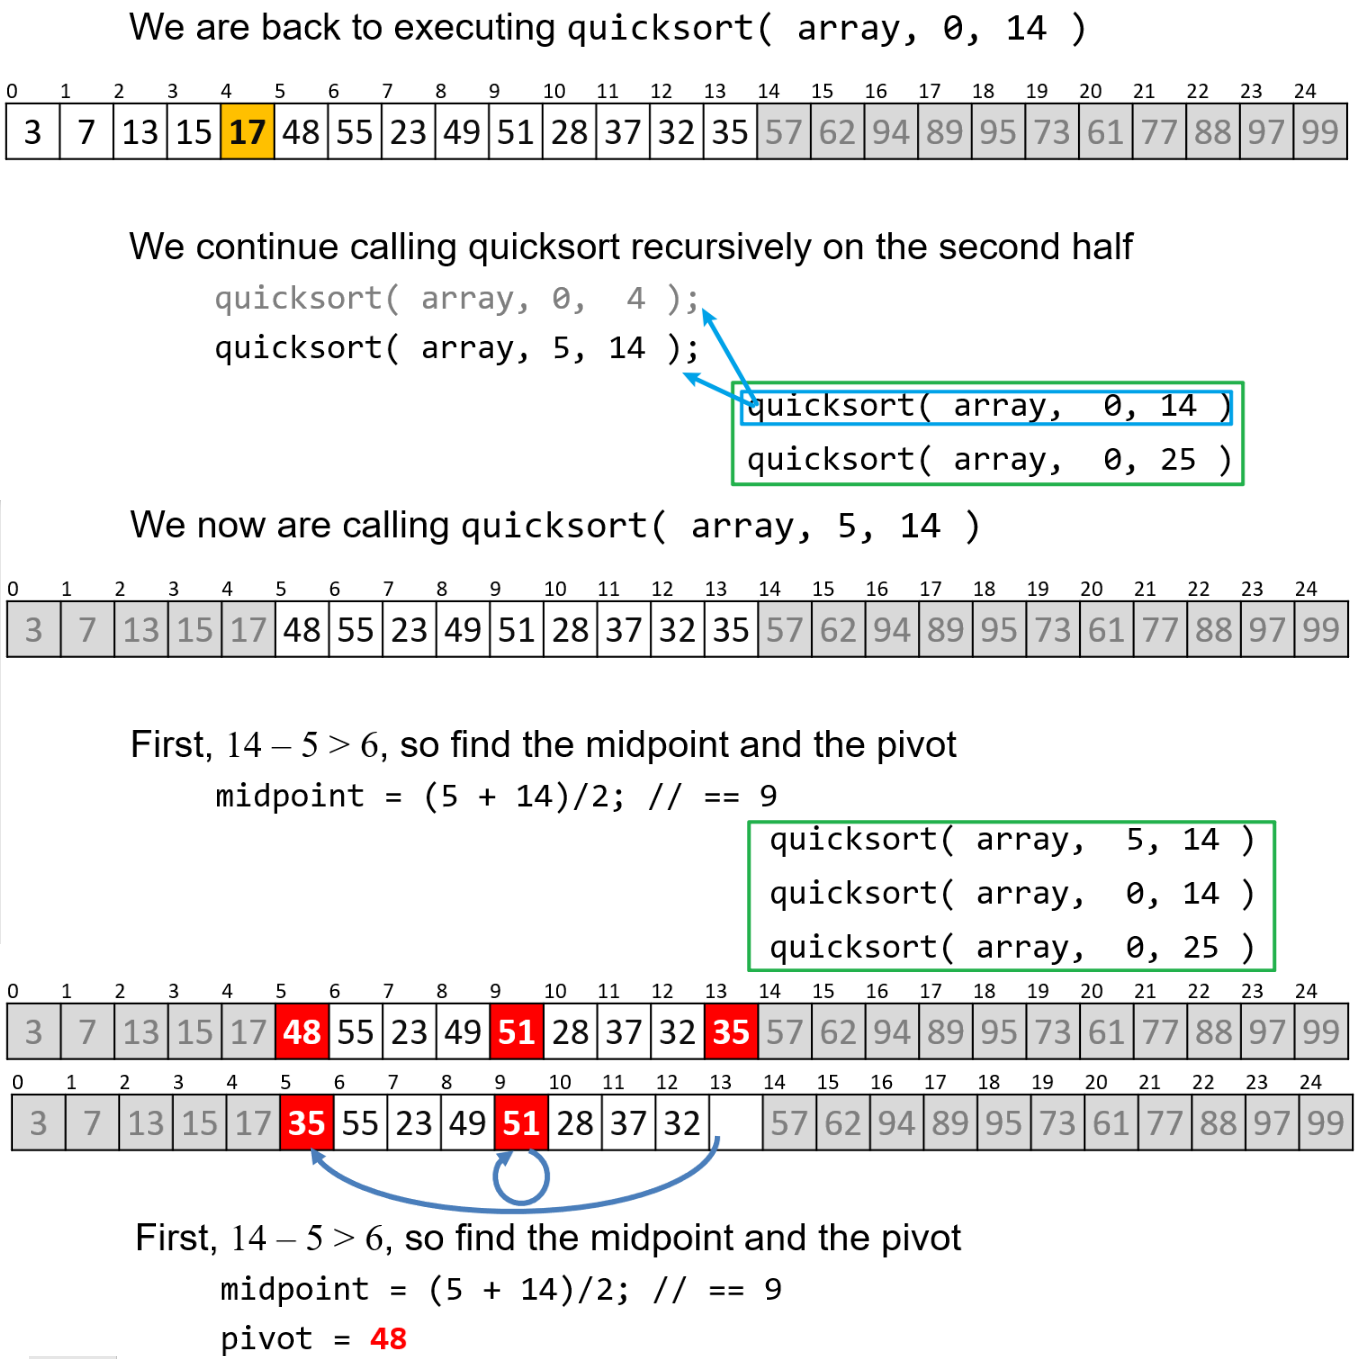 We are back to executing quicksort( array, 0, 14 )
0 1 2 3 4 5 6 7 8 9 10 11 12 13 14 15 16 17 18 19 20 21 22 23 24
3 7 13 15 17 48 55 23 49 51 28 37 32 35 57 62 94 89 95 73 61 77 88 97 99
We continue calling quicksort recursively on the second half
quicksort( array, 0, 4 );
quicksort( array, 5, 14 );
quicksort( array, 0, 14 )
quicksort( array, 0, 25 )
We now are calling quicksort( array, 5, 14 )
0 1 2 3 4 5 6 7 8 9 10 11 12 13 14 15 16 17 18 19 20 21 22 23 24
3 7 13 15 17 48 55 23 49 51 28 37 32 35 57 62 94 89 95 73 61 77 88 97 99
First, 14 – 5 > 6, so find the midpoint and the pivot
midpoint = (5 + 14)/2; // == 9
quicksort( array, 5, 14 )
quicksort( array, 0, 14 )
quicksort( array, 0, 25 )
0 1 2 3 4 5 6 7 8 9 10 11 12 13 14 15 16 17 18 19 20 21 22 23 24
3 7 13 15 17 48 55 23 49 51 28 37 32 35 57 62 94 89 95 73 61 77 88 97 99
0 1 2 3 4 5 6 7 8 9 10 11 12 13 14 15 16 17 18 19 20 21 22 23 24
3 7 13 15 17 35 55 23 49 51 28 37 32 57 62 94 89 95 73 61 77 88 97 99
First, 14 – 5 > 6, so find the midpoint and the pivot
midpoint = (5 + 14)/2; // == 9
pivot = 48